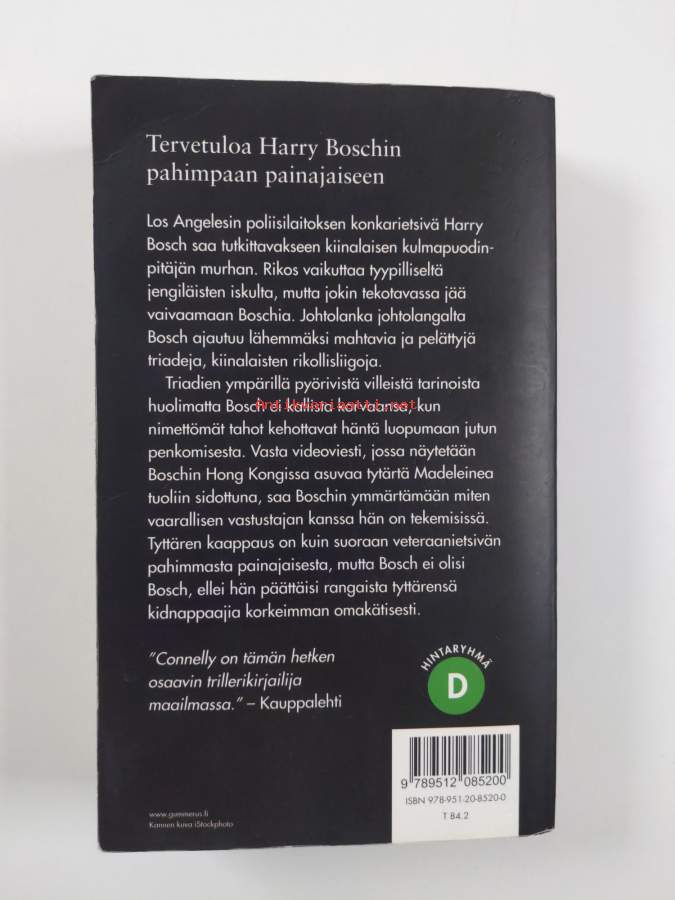 Tervetuloa Harry Boschin
pahimpaan painajaiseen
Los Angelesin poliisilaitoksen konkarietsivä Harry
Bosch saa tutkittavakseen kiinalaisen kulmapuodin-
pitäjän murhan. Rikos vaikuttaa tyypilliseltä
jengiläisten iskulta, mutta jokin tekotavassa jää
vaivaamaan Boschia. Johtolanka johtolangalta
Bosch ajautuu lähemmäksi mahtavia ja pelättyjä
triadeja, kiinalaisten rikollisliigoja.
Triadien ympärillä pyörivistä villeistä tarinoista
huolimatta Bosch ei kallista korvaansa, kun
Antikvariaatti.net
nimettömät tahot kehottavat häntä luopumaan jutun
penkomisesta. Vasta videoviesti, jossa näytetään
Boschin Hong Kongissa asuvaa tytärtä Madeleinea
tuoliin sidottuna, saa Boschin ymmärtämään miten
vaarallisen vastustajan kanssa hän on tekemisissä.
Tyttären kaappaus on kuin suoraan veteraanietsivän
pahimmasta painajaisesta, mutta Bosch ei olisi
Bosch, ellei hän päättäisi rangaista tyttärensä
kidnappaajia korkeimman omakätisesti.
"Connelly on tämän hetken
osaavin trillerikirjailija
maailmassa." – Kauppalehti
HINTARYHMÄ
D
9 789512 085200
ISBN 978-951-20-8520-0
T 84.2
www.gummerus.fi
Kannen kuva iStockphoto